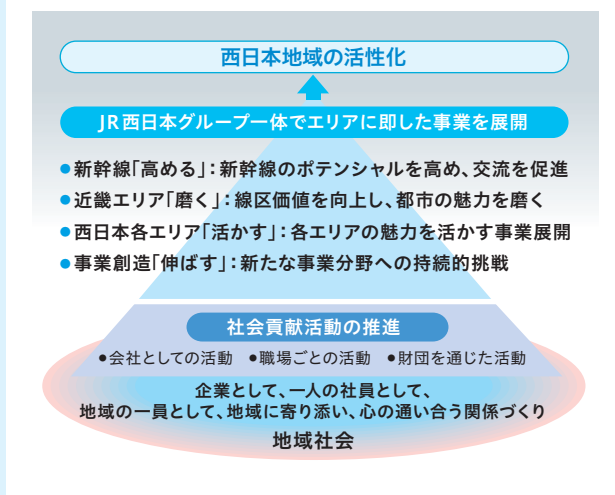 西日本地域の活性化
JR西日本グループ一体でエリアに即した事業を展開
●新幹線「高める」:新幹線のポテンシャルを高め、交流を促進
●近畿エリア「磨く」:線区価値を向上し、都市の魅力を磨く
●西日本各エリア「活かす」:各エリアの魅力を活かす事業展開
●事業創造「伸ばす」:新たな事業分野への持続的挑戦
社会貢献活動の推進
●会社としての活動 ●職場ごとの活動 ●財団を通じた活動
企業として、一人の社員として、
地域の一員として、地域に寄り添い、心の通い合う関係づくり
地域社会